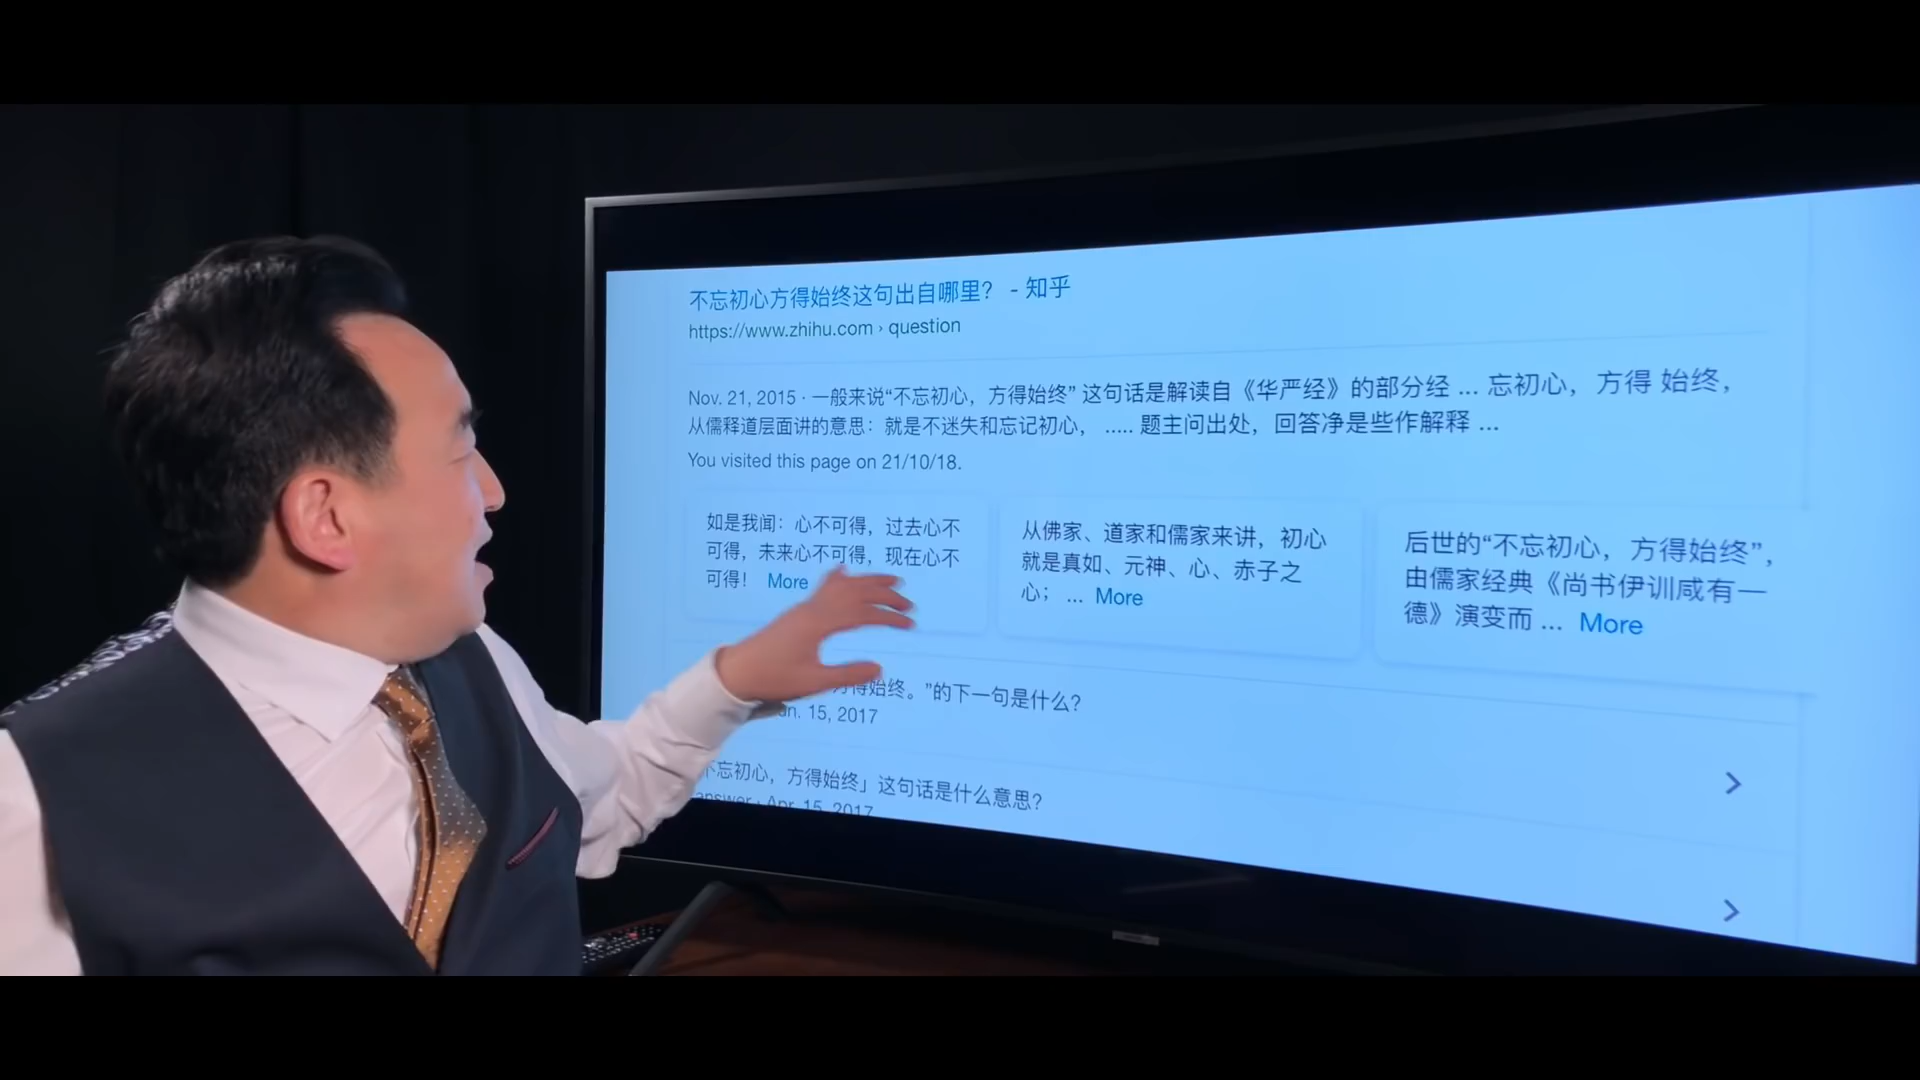 不忘初心方得始终这句出自哪里? - 知乎
https://www.zhihu.com › question
Nov. 21, 2015 · 一般来说“不忘初心，方得始终” 这句话是解读自《华严经》的部分经 ... 忘初心， 方得 始终，
从儒释道层面讲的意思：就是不迷失和忘记初心， ..... 题主问出处，回答净是些作解释 ...
You visited this page on 21/10/18.
如是我闻：心不可得，过去心不
可得，未来心不可得，现在心不
可得！ More
从佛家、道家和儒家来讲，初心
就是真如、元神、心、赤子之
心； ... More
后世的“不忘初心，方得始终”，
由儒家经典《尚书伊训咸有一
德》演变而 ... More
方得始终。”的下一句是什么?
15, 2017
不忘初心，方得始终」这句话是什么意思?
answer · Apr. 15, 2017